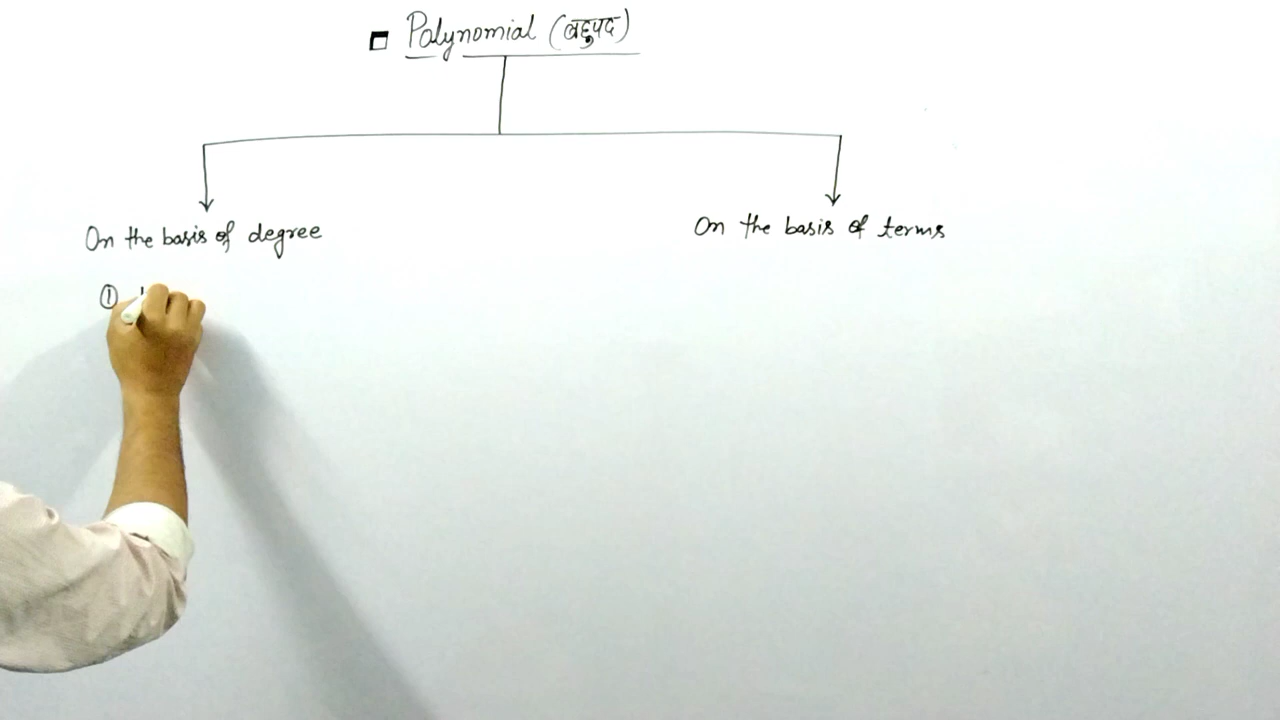 Polynomial (बहुपद)
On the basis of degree
On the basis of terms
①